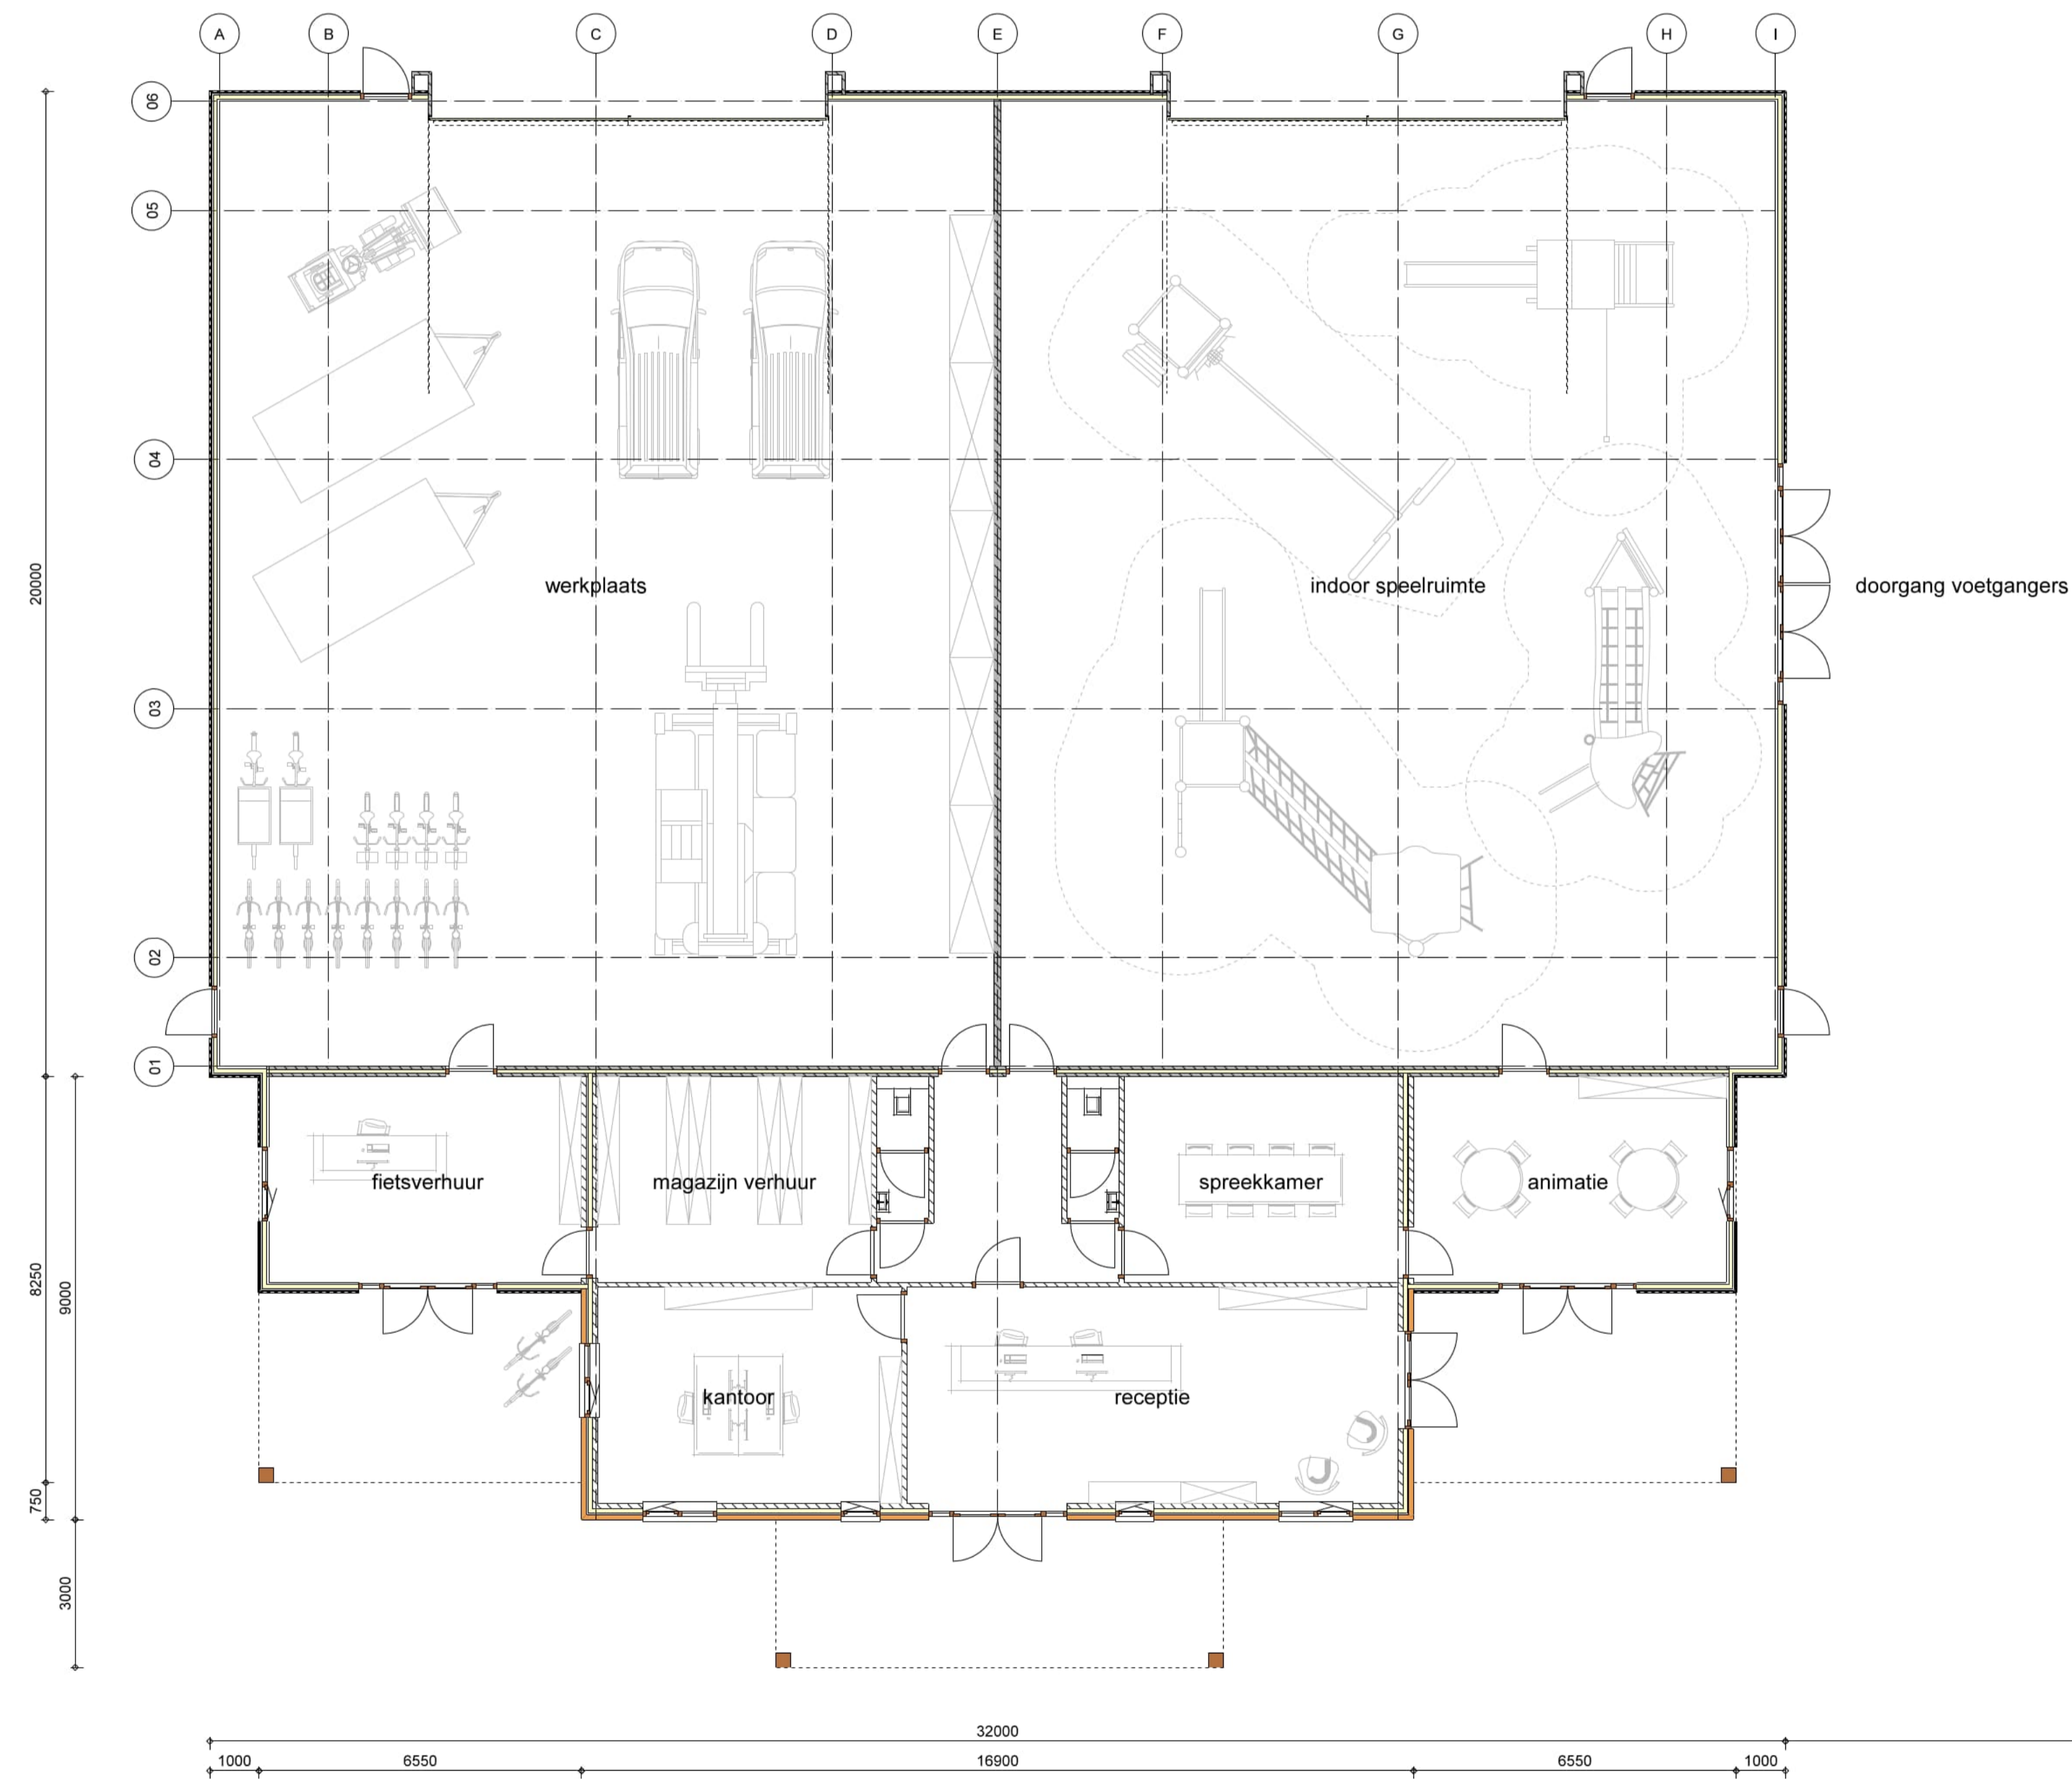 A B C D E F G H I
06
05
04
20000
werkplaats
indoor speelruimte
doorgang voetgangers
03
02
01
fietsverhuur
magazijn verhuur
spreekkamer
animatie
8250
9000
kantoor
receptie
750
3000
32000
1000 6550 16900 6550 1000